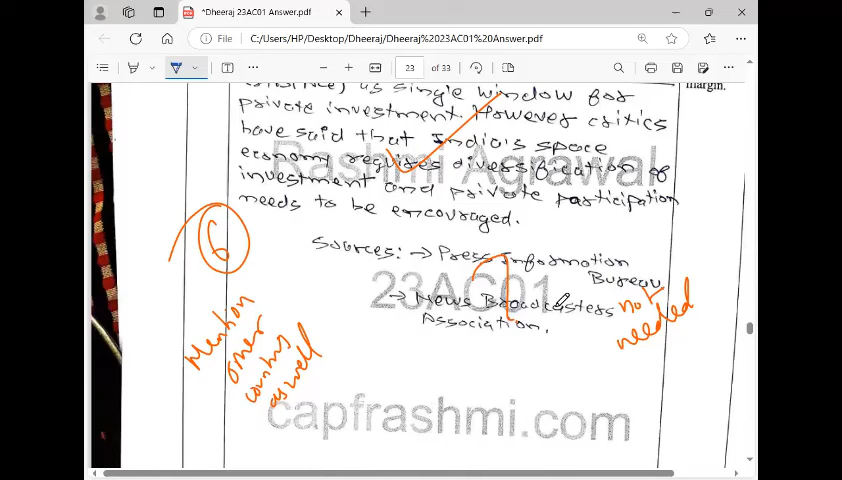 *Dheeraj 23AC01 Answer.pdf
File C:/Users/HP/Desktop/Dheeraj/Dheeraj%2023AC01%20Answer.pdf
23 of 33
as single window for
margin.
private investment. However critics
have said that India's space
economy requires diversification of
investment and private participation
needs to be encouraged.
Rashmi Agrawal
6
Sources: → Press Information
Bureau
→ News Broadcasters
Association.
not
needed
23AC01
Mention
other
as well
capfrashmi.com